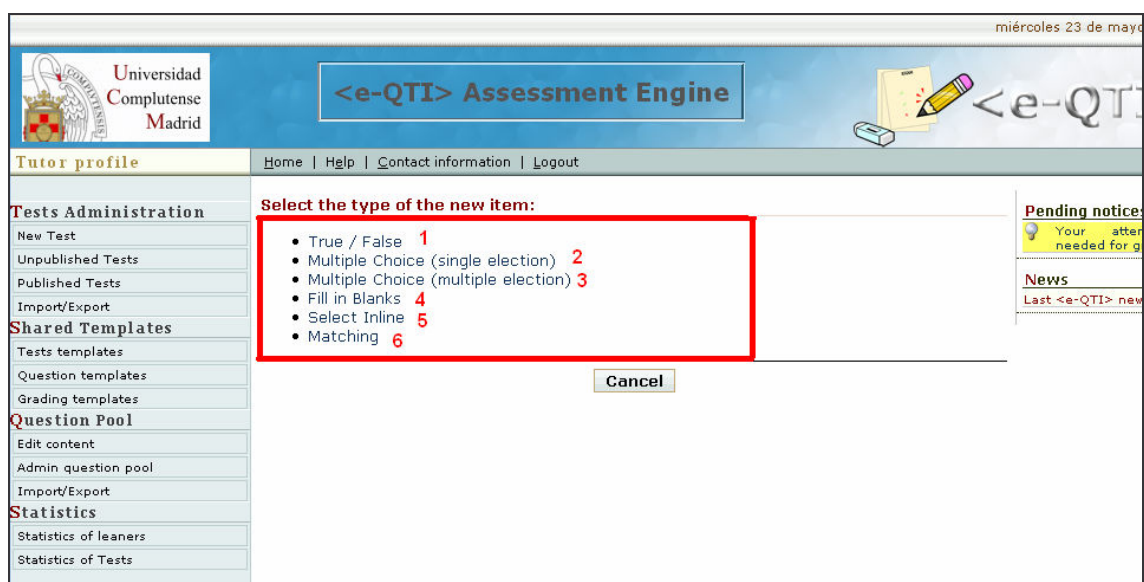 miércoles 23 de mayo
Universidad
Complutense
Madrid
<e-QTI> Assessment Engine
<e-QTI
Tutor profile
Home | Help | Contact information | Logout
Tests Administration
New Test
Unpublished Tests
Published Tests
Import/Export
Shared Templates
Tests templates
Question templates
Grading templates
Question Pool
Edit content
Admin question pool
Import/Export
Statistics
Statistics of leaners
Statistics of Tests
Select the type of the new item:
• True / False 1
• Multiple Choice (single election) 2
• Multiple Choice (multiple election) 3
• Fill in Blanks 4
• Select Inline 5
• Matching 6
Cancel
Pending notices
Your atten
needed for g
News
Last <e-QTI> new